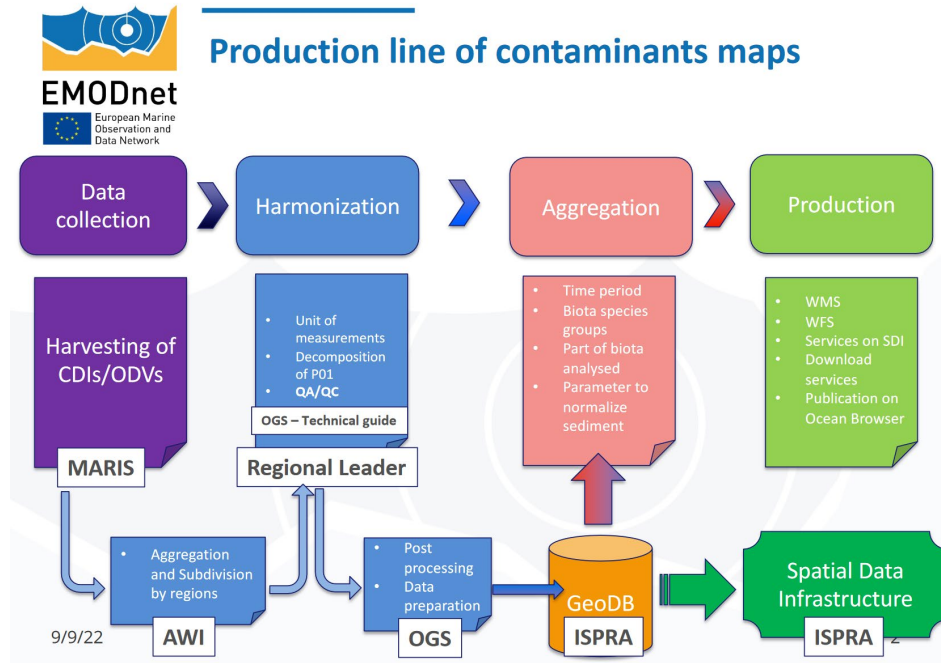 Production line of contaminants maps
EMODnet
European Marine
Observation and
Data Network
Data
collection
Harmonization
Aggregation
Production
Harvesting of
CDIs/ODVs
MARIS
• Unit of
measurements
• Decomposition
of P01
• QA/QC
OGS – Technical guide
Regional Leader
• Time period
• Biota species
groups
• Part of biota
analysed
• Parameter to
normalize
sediment
• WMS
• WFS
• Services on SDI
• Download
services
• Publication on
Ocean Browser
• Aggregation
and Subdivision
by regions
AWI
• Post
processing
• Data
preparation
OGS
GeoDB
ISPRA
Spatial Data
Infrastructure
ISPRA
9/9/22
2